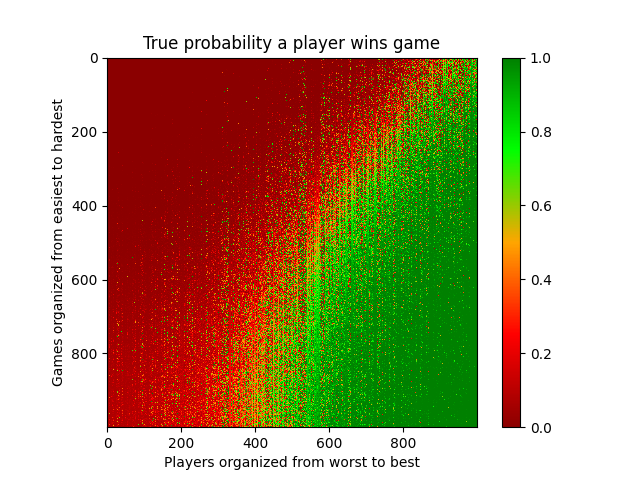 True probability a player wins game
Games organized from easiest to hardest
0
200
400
600
800
0 200 400 600 800
Players organized from worst to best
1.0
0.8
0.6
0.4
0.2
0.0